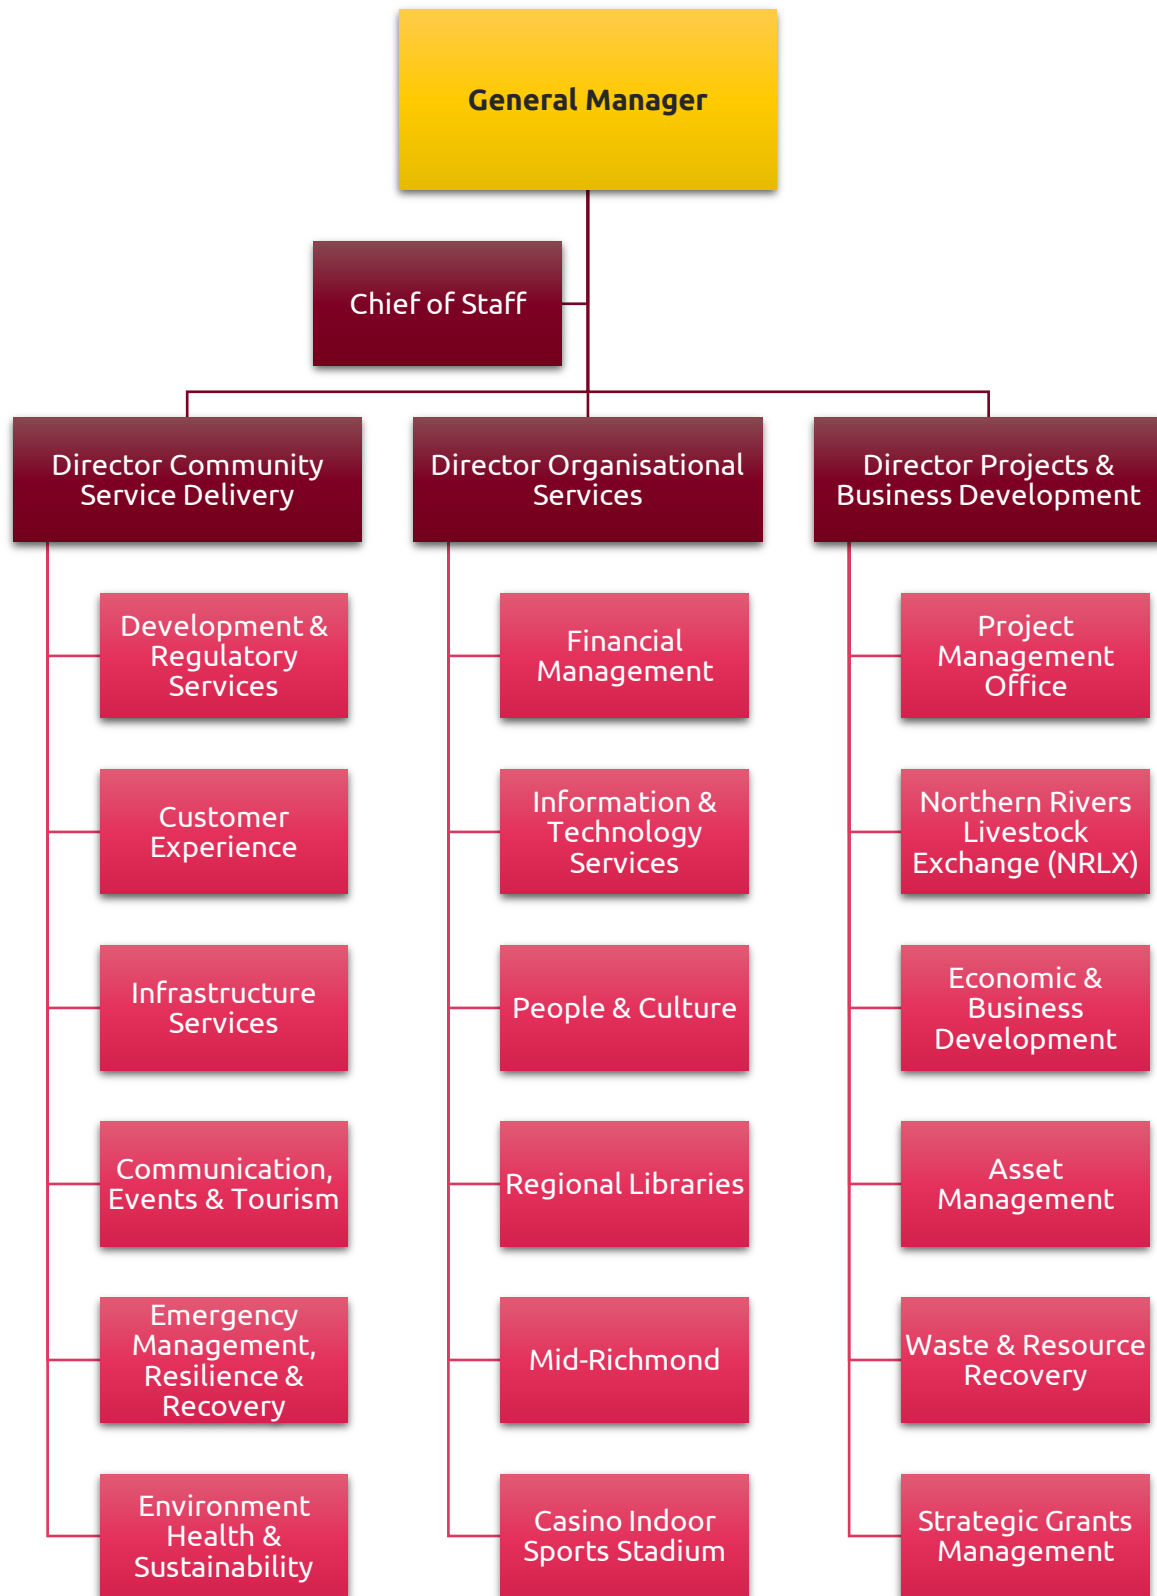 General Manager
Chief of Staff
Director Community
Service Delivery
Director Organisational
Services
Director Projects &
Business Development
Development &
Regulatory
Services
Customer
Experience
Infrastructure
Services
Communication,
Events & Tourism
Emergency
Management,
Resilience &
Recovery
Environment
Health &
Sustainability
Financial
Management
Information &
Technology
Services
People & Culture
Regional Libraries
Mid-Richmond
Casino Indoor
Sports Stadium
Project
Management
Office
Northern Rivers
Livestock
Exchange (NRLX)
Economic &
Business
Development
Asset
Management
Waste & Resource
Recovery
Strategic Grants
Management